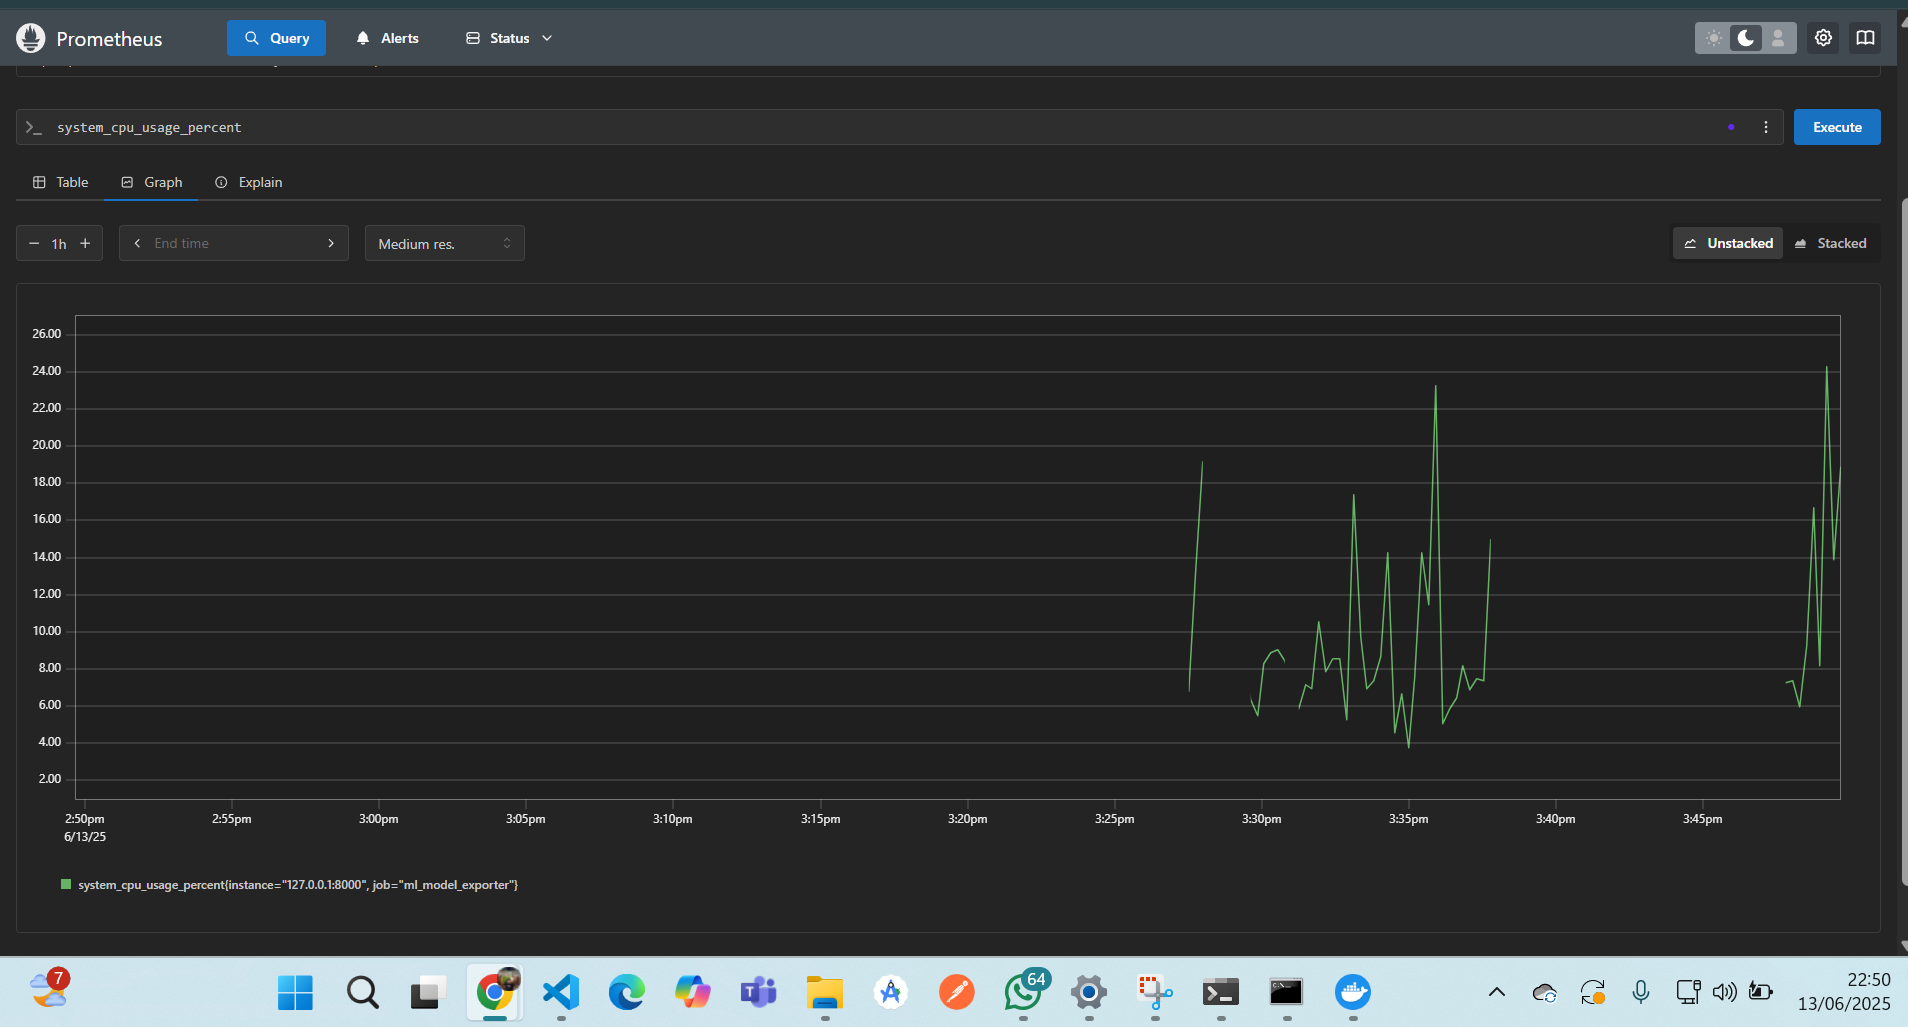 Prometheus
Query
Alerts
Status
system_cpu_usage_percent
Execute
Table
Graph
Explain
1h
End time
Medium res.
Unstacked
Stacked
26.00
24.00
22.00
20.00
18.00
16.00
14.00
12.00
10.00
8.00
6.00
4.00
2.00
2:50pm 2:55pm 3:00pm 3:05pm 3:10pm 3:15pm 3:20pm 3:25pm 3:30pm 3:35pm 3:40pm 3:45pm
6/13/25
system_cpu_usage_percent{instance="127.0.0.1:8000", job="ml_model_exporter"}
7
64
22:50
13/06/2025